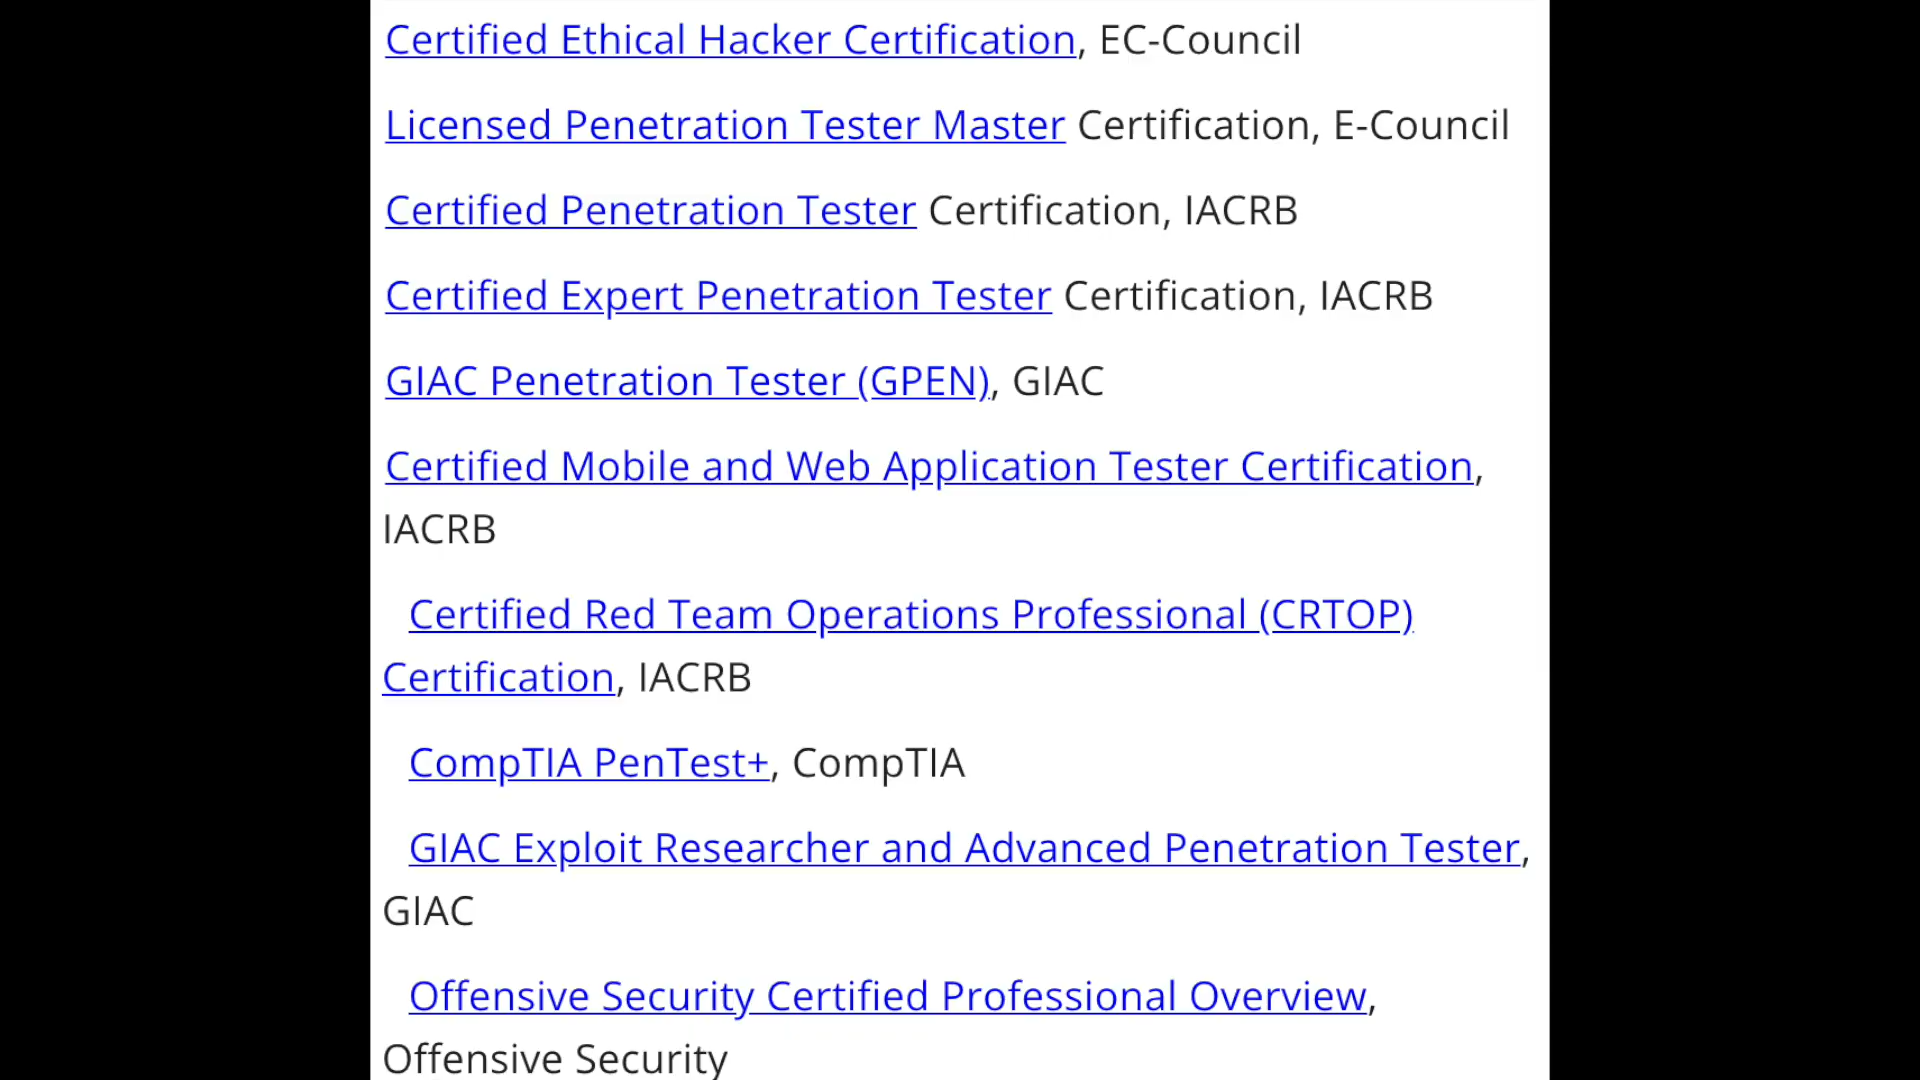 Certified Ethical Hacker Certification, EC-Council
Licensed Penetration Tester Master Certification, E-Council
Certified Penetration Tester Certification, IACRB
Certified Expert Penetration Tester Certification, IACRB
GIAC Penetration Tester (GPEN), GIAC
Certified Mobile and Web Application Tester Certification,
IACRB
Certified Red Team Operations Professional (CRTOP)
Certification, IACRB
CompTIA PenTest+, CompTIA
GIAC Exploit Researcher and Advanced Penetration Tester,
GIAC
Offensive Security Certified Professional Overview,
Offensive Security